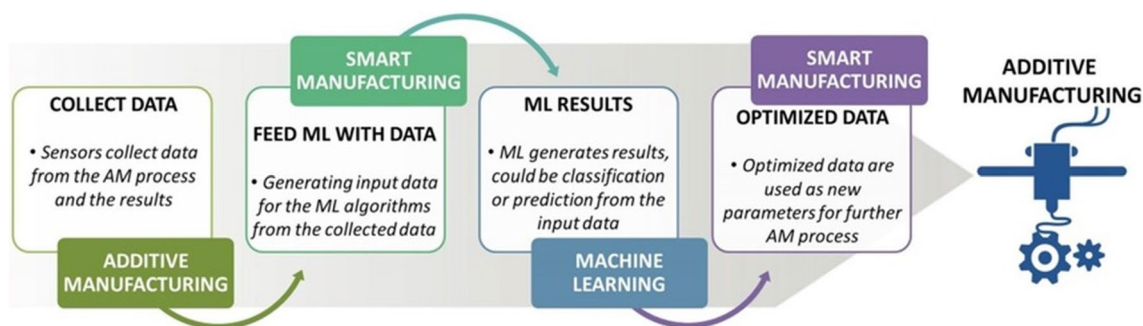 COLLECT DATA
• Sensors collect data
from the AM process
and the results
ADDITIVE
MANUFACTURING
SMART
MANUFACTURING
FEED ML WITH DATA
• Generating input data
for the ML algorithms
from the collected data
ML RESULTS
• ML generates results,
could be classification
or prediction from the
input data
MACHINE
LEARNING
SMART
MANUFACTURING
OPTIMIZED DATA
• Optimized data are
used as new
parameters for further
AM process
ADDITIVE
MANUFACTURING